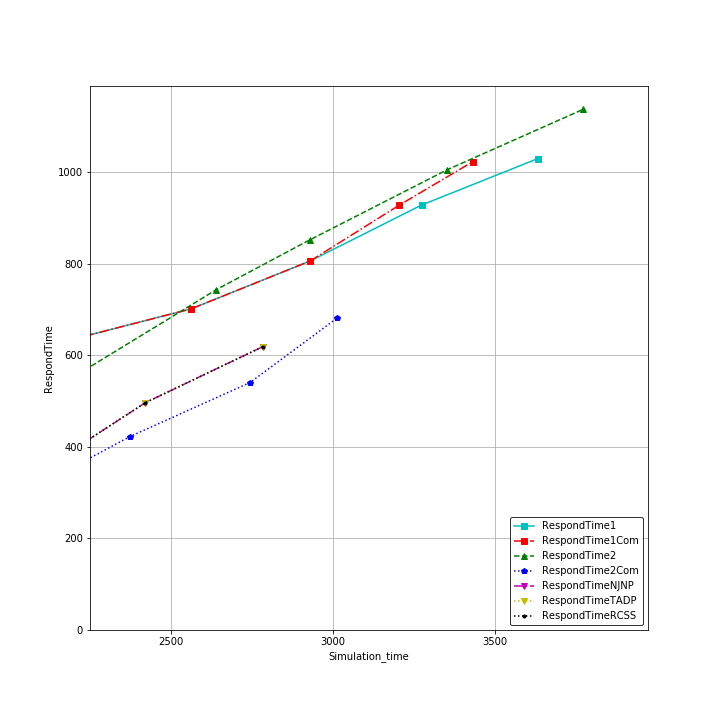 1000
800
600
400
200
0
RespondTime
2500
3000
3500
Simulation_time
RespondTime1
RespondTime1Com
RespondTime2
RespondTime2Com
RespondTimeNJNP
RespondTimeTADP
RespondTimeRCSS